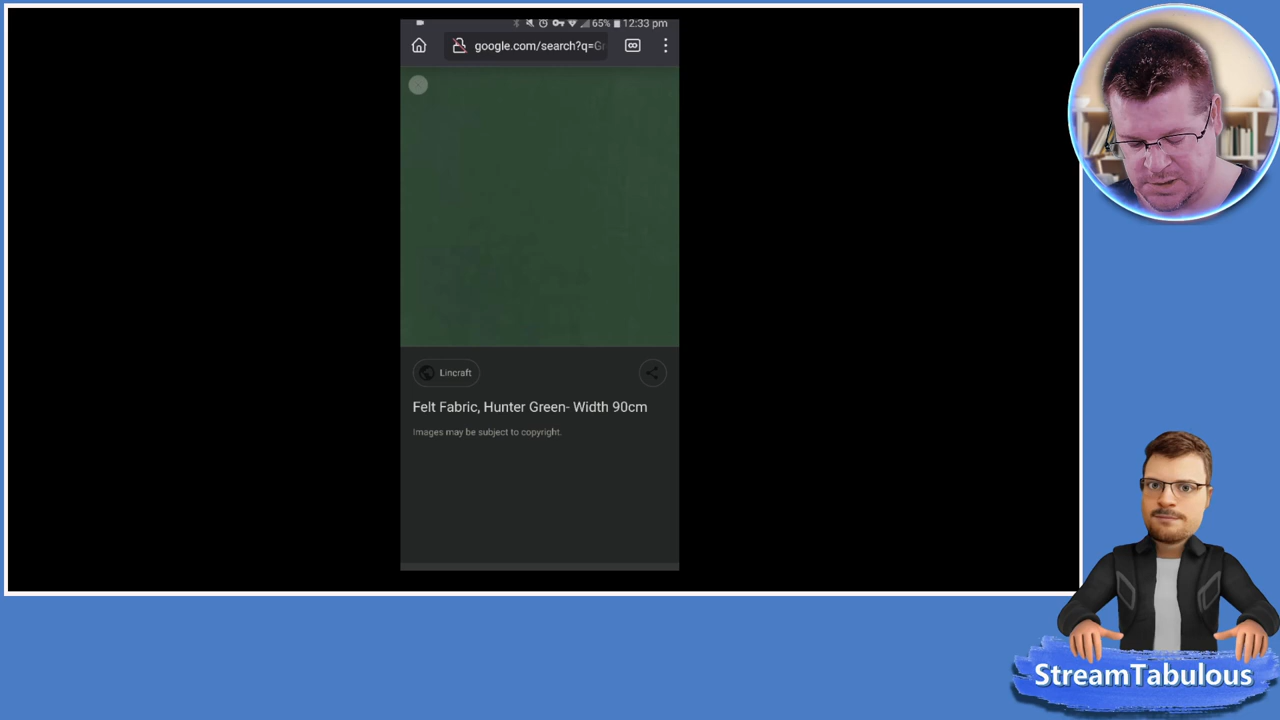 65% 12:33 pm
google.com/search?q=Gr
Lincraft
Felt Fabric, Hunter Green- Width 90cm
Images may be subject to copyright.
StreamTabulous